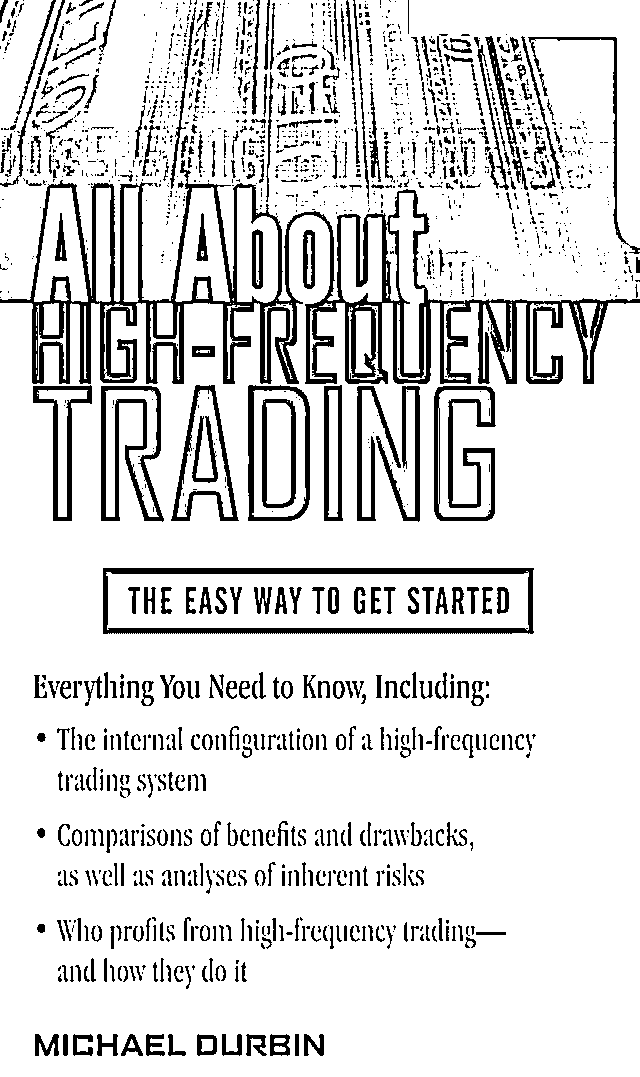 All About
HIGH-FREQUENCY
TRADING
THE EASY WAY TO GET STARTED
Everything You Need to Know, Including:
• The internal configuration of a high-frequency
trading system
• Comparisons of benefits and drawbacks,
as well as analyses of inherent risks
• Who profits from high-frequency trading—
and how they do it
MICHAEL DURBIN